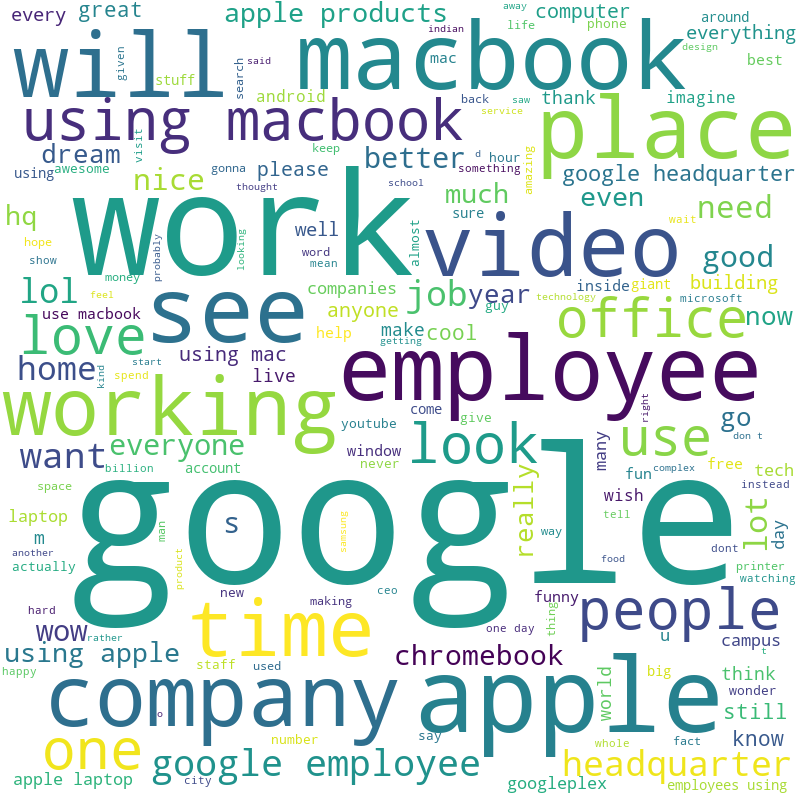 every
great
apple products
computer
away
life
phone
around
everything
indian
said
design
best
will
macbook
given
stuff
search
mac
android
back
saw
service
thank
imagine
using macbook
place
dream
visit
keep
please
better
d
hour
something
google headquarter
using
awesome
nice
gonna
thought
school
amazing
much
even
need
hq
work
well
sure
wait
hope
show
probably
looking
word
mean
almost
video
good
lol
money
feel
see
companies
job
year
guy
inside
giant
building
technology
microsoft
use macbook
love
anyone
help
make
cool
getting
office
now
using mac
start
home
kind
spend
live
employee
working
come
give
right
youtube
use
go
don t
want
everyone
billion
account
window
never
look
really
many
fun
complex
free
tech
instead
space
wish
lot
laptop
m
s
google
samsung
man
way
tell
day
another
actually
product
food
dont
printer
watching
new
making
ceo
funny
hard
time
people
wow
rather
one day
thing
u
campus
t
using apple
staff
used
chromebook
happy
big
think
wonder
company
apple
world
still
o
one
number
say
fact
know
whole
google employee
headquarter
apple laptop
city
googleplex
employees using